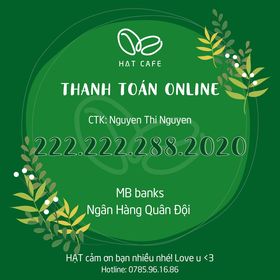 HẠT CAFE
THANH TOÁN ONLINE
CTK: Nguyen Thi Nguyen
222.222.288.2020
MB banks
Ngân Hàng Quân Đội
HẠT cảm ơn bạn nhiều nhé! Love u <3
Hotline: 0785.96.16.86